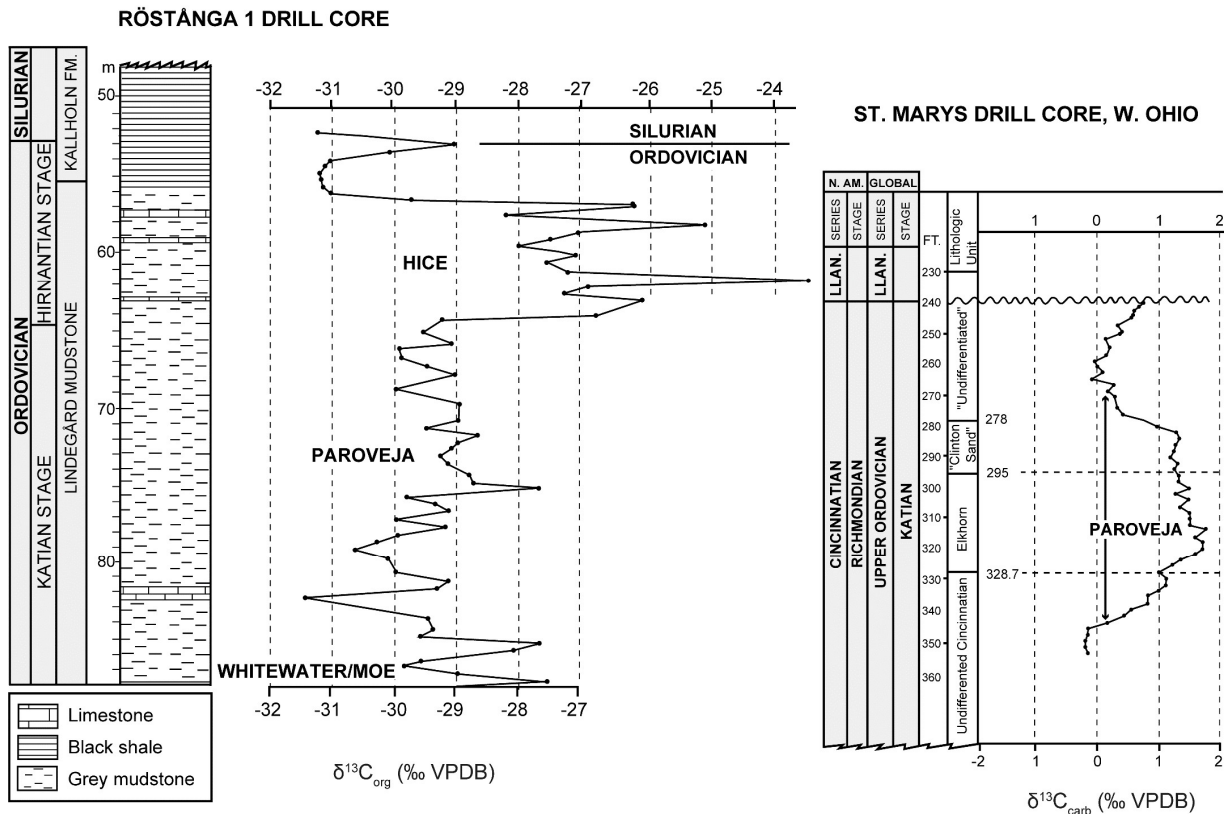 RÖSTÅNGA 1 DRILL CORE
SILURIAN
ORDOVICIAN
HIRNANTIAN STAGE
KATIAN STAGE
KALLHOLN FM.
LINDEGÅRD MUDSTONE
m
50
60
70
80
-32 -31 -30 -29 -28 -27 -26 -25 -24
SILURIAN
ORDOVICIAN
HICE
PAROVEJA
WHITEWATER/MOE
-32 -31 -30 -29 -28 -27
δ13Corg (‰ VPDB)
Limestone
Black shale
Grey mudstone
ST. MARYS DRILL CORE, W. OHIO
N. AM. GLOBAL
SERIES
STAGE
SERIES
STAGE
FT.
Lithologic
Unit
LLAN.
LLAN.
CINCINNATIAN
RICHMONDIAN
UPPER ORDOVICIAN
KATIAN
230
240
250
260
270
280
290
300
310
320
330
340
350
360
"Undifferentiated"
"Clinton
Sand"
Elkhorn
Undifferented Cincinnatian
1 0 1 2
278
295
328.7
PAROVEJA
-2 0 1 2
δ13Ccarb (‰ VPDB)